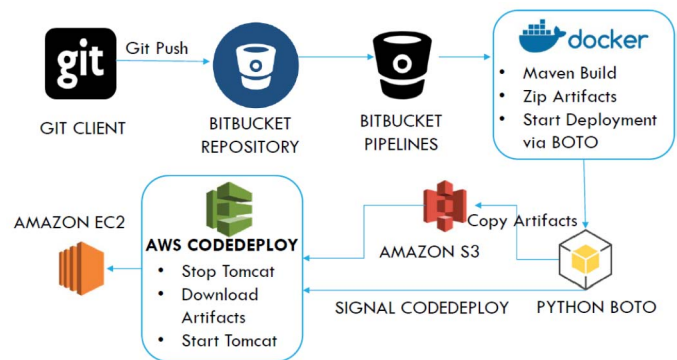 git
Git Push
GIT CLIENT
BITBUCKET
REPOSITORY
BITBUCKET
PIPELINES
docker
• Maven Build
• Zip Artifacts
• Start Deployment
via BOTO
AMAZON EC2
AWS CODEDEPLOY
• Stop Tomcat
• Download
Artifacts
• Start Tomcat
Copy Artifacts
AMAZON S3
SIGNAL CODEDEPLOY
PYTHON BOTO